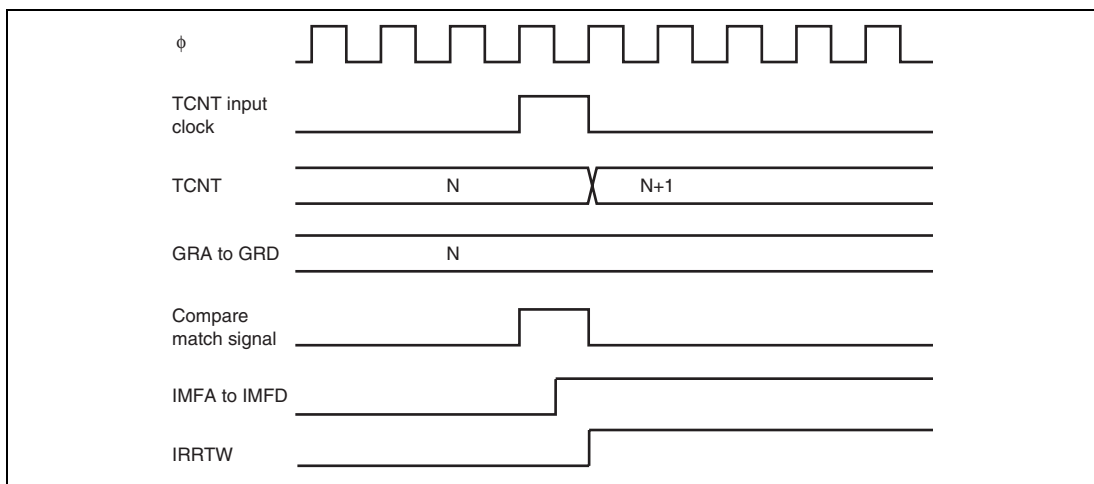 ϕ
TCNT input
clock
TCNT
N
N+1
GRA to GRD
N
Compare
match signal
IMFA to IMFD
IRRTW